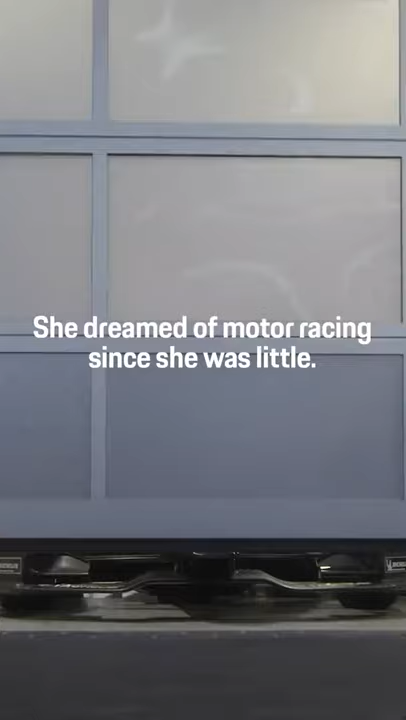 She dreamed of motor racing
since she was little.